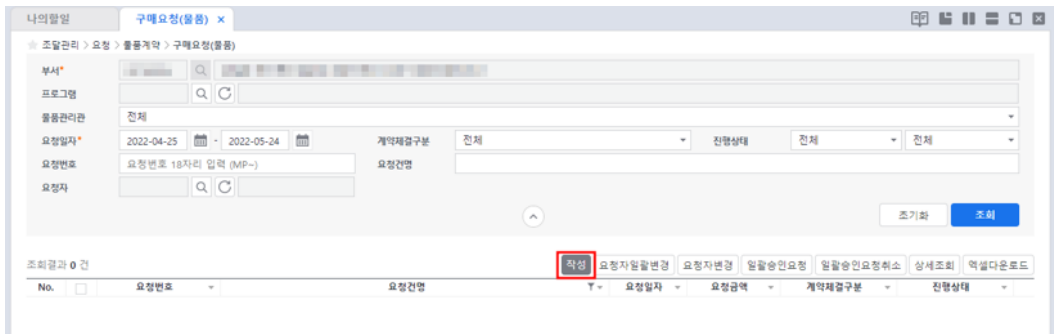 나의할일 구매요청(물품) ×
조달관리 > 요청 > 물품계약 > 구매요청(물품)
부서*
프로그램
물품관리관 전체
요청일자* 2022-04-25 - 2022-05-24 계약체결구분 전체 진행상태 전체 전체
요청번호 요청번호 18자리 입력 (MP~) 요청건명
요청자
초기화 조회
조회결과 0 건 작성 요청자일괄변경 요청자변경 일괄승인요청 일괄승인요청취소 상세조회 엑셀다운로드
No. 요청번호 요청건명 요청일자 요청금액 계약체결구분 진행상태